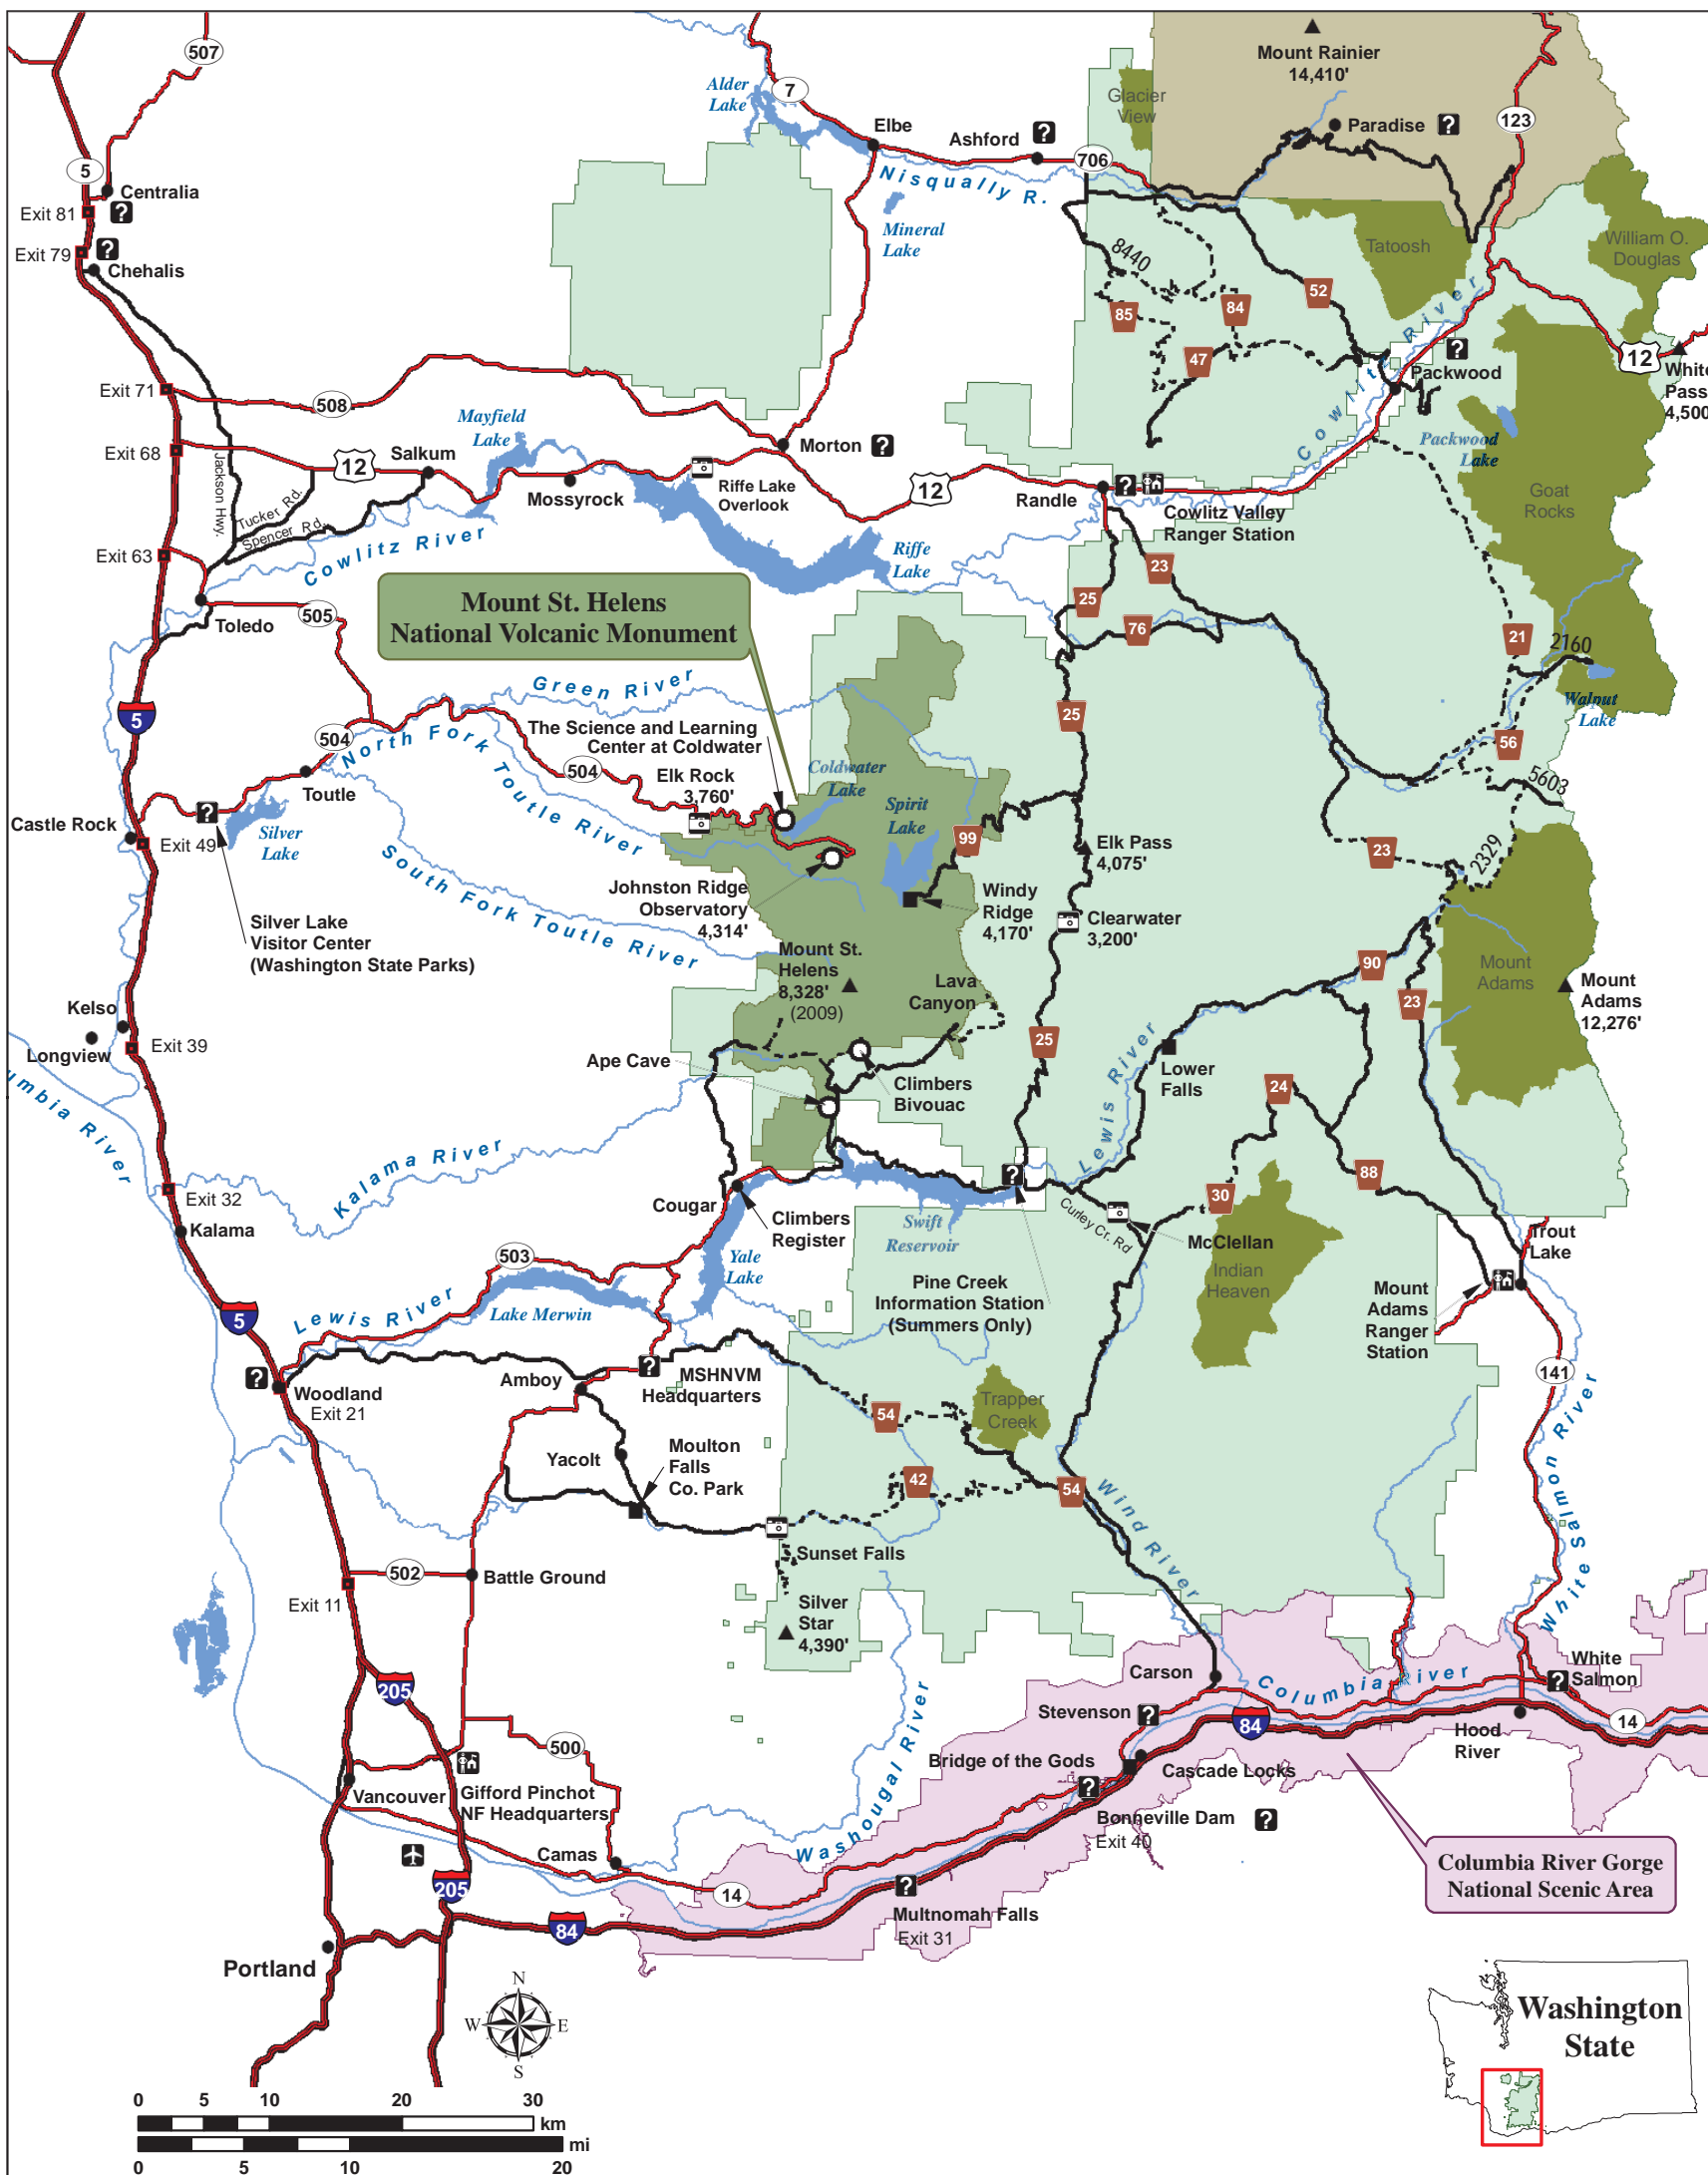 507
Alder
Lake
7
Mount Rainier
14,410'
Glacier
View
Elbe
Ashford
?
706
Paradise
?
123
5
Centralia
Exit 81
?
Nisqually R.
Mineral
Lake
Exit 79
?
Chehalis
8440
Tatoosh
William O.
Douglas
85
84
52
47
Cowlitz River
?
Packwood
12
White
Pass
4,500
Exit 71
508
Mayfield
Lake
Exit 68
12
Salkum
Morton
?
Packwood
Lake
Jackson Hwy.
Tucker Rd.
Spencer Rd.
Mossyrock
Riffe Lake
Overlook
12
Randle
?
Cowlitz Valley
Ranger Station
Goat
Rocks
Exit 63
Cowlitz River
Riffe
Lake
23
25
76
Toledo
505
Mount St. Helens
National Volcanic Monument
21
2160
Walput
Lake
5
Green River
25
504
North Fork
Toutle River
The Science and Learning
Center at Coldwater
504
Elk Rock
3,760'
Coldwater
Lake
Spirit
Lake
56
5603
Toutle
?
Silver
Lake
Castle Rock
Exit 49
99
Elk Pass
4,075'
23
2329
South Fork Toutle River
Johnston Ridge
Observatory
4,314'
Windy
Ridge
4,170'
Clearwater
3,200'
Silver Lake
Visitor Center
(Washington State Parks)
Mount St.
Helens
8,328'
(2009)
Lava
Canyon
90
Mount
Adams
Mount
Adams
12,276'
23
Kelso
Longview
Exit 39
25
Ape Cave
Climbers
Bivouac
Lewis River
Lower
Falls
24
umbia River
Kalama River
88
30
Exit 32
Kalama
Cougar
Climbers
Register
?
Swift
Reservoir
Curley Cr. Rd
McClellan
Indian
Heaven
Trout
Lake
503
Yale
Lake
Pine Creek
Information Station
(Summers Only)
Mount
Adams
Ranger
Station
5
Lewis River
Lake Merwin
141
?
Woodland
Exit 21
Amboy
?
MSHNVM
Headquarters
54
Trapper
Creek
Yacolt
Moulton
Falls
Co. Park
42
54
Wind River
White Salmon River
Sunset Falls
502
Battle Ground
Exit 11
Silver
Star
4,390'
205
Carson
Columbia River
White
Salmon
?
Stevenson
?
84
14
Hood
River
500
Bridge of the Gods
Cascade Locks
Gifford Pinchot
NF Headquarters
Vancouver
?
Bonneville Dam
?
Exit 40
Washougal River
Camas
Columbia River Gorge
National Scenic Area
205
14
?
Multnomah Falls
Exit 31
84
Portland
N
W
E
S
Washington
State
0 5 10 20 30
km
mi
0 5 10 20